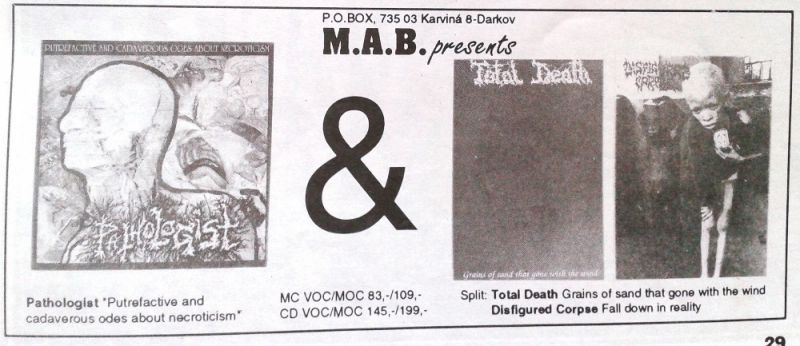 P.O.BOX, 735 03 Karviná 8-Darkov
M.A.B. presents
PUTREFACTIVE AND CADAVEROUS ODES ABOUT NECROTICISM
PATHOLOGIST
&
Total Death
Grains of sand that gone with the wind
DISFIGURED
CORPSE
Pathologist "Putrefactive and
cadaverous odes about necroticism"
MC VOC/MOC 83,-/109,-
CD VOC/MOC 145,-/199,-
Split: Total Death Grains of sand that gone with the wind
Disfigured Corpse Fall down in reality
29